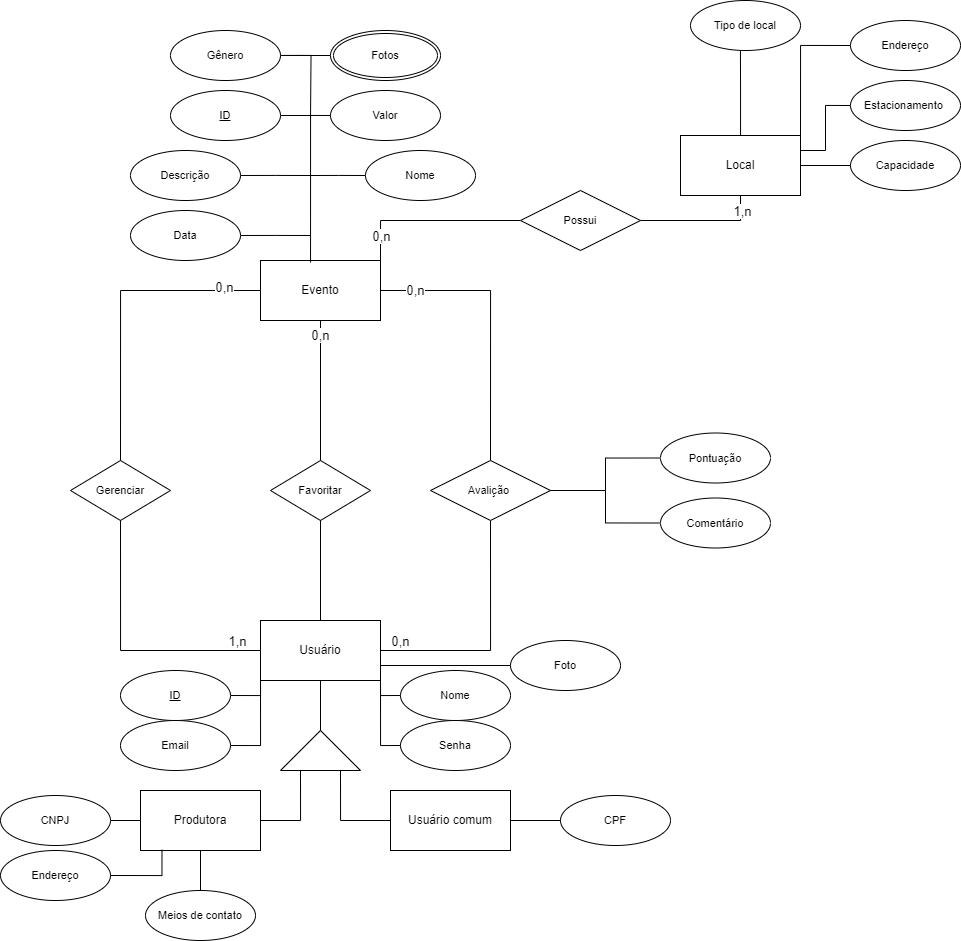 Tipo de local
Gênero
Fotos
Endereço
ID
Valor
Estacionamento
Descrição
Nome
Local
Capacidade
Data
Possui
1,n
0,n
Evento
0,n
0,n
0,n
Pontuação
Gerenciar
Favoritar
Avalição
Comentário
1,n
Usuário
0,n
Foto
ID
Nome
Email
Senha
CNPJ
Produtora
Usuário comum
CPF
Endereço
Meios de contato